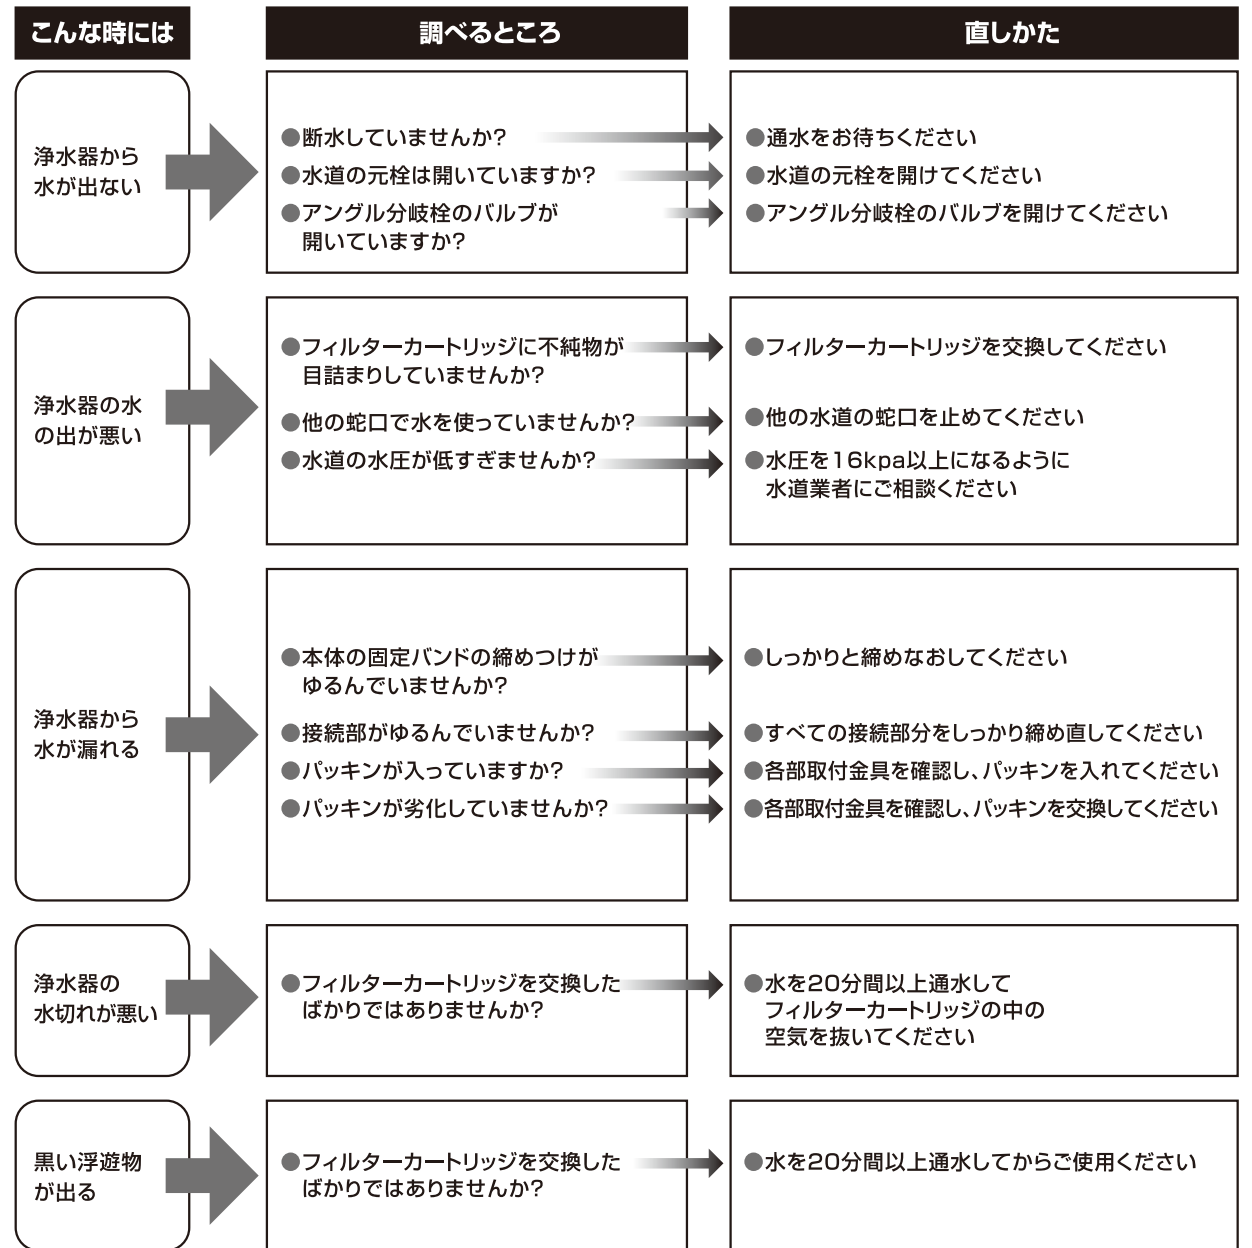 こんな時には
調べるところ
直しかた
浄水器から
水が出ない
●断水していませんか?
●水道の元栓は開いていますか?
●アングル分岐栓のバルブが
開いていますか?
●通水をお待ちください
●水道の元栓を開けてください
●アングル分岐栓のバルブを開けてください
浄水器の水
の出が悪い
●フィルターカートリッジに不純物が
目詰まりしていませんか?
●他の蛇口で水を使っていませんか?
●水道の水圧が低すぎませんか?
●フィルターカートリッジを交換してください
●他の水道の蛇口を止めてください
●水圧を16kpa以上になるように
水道業者にご相談ください
浄水器から
水が漏れる
●本体の固定バンドの締めつけが
ゆるんでいませんか?
●接続部がゆるんでいませんか?
●パッキンが入っていますか?
●パッキンが劣化していませんか?
●しっかりと締めなおしてください
●すべての接続部分をしっかり締め直してください
●各部取付金具を確認し、パッキンを入れてください
●各部取付金具を確認し、パッキンを交換してください
浄水器の
水切れが悪い
●フィルターカートリッジを交換した
ばかりではありませんか?
●水を20分間以上通水して
フィルターカートリッジの中の
空気を抜いてください
黒い浮遊物
が出る
●フィルターカートリッジを交換した
ばかりではありませんか?
●水を20分間以上通水してからご使用ください